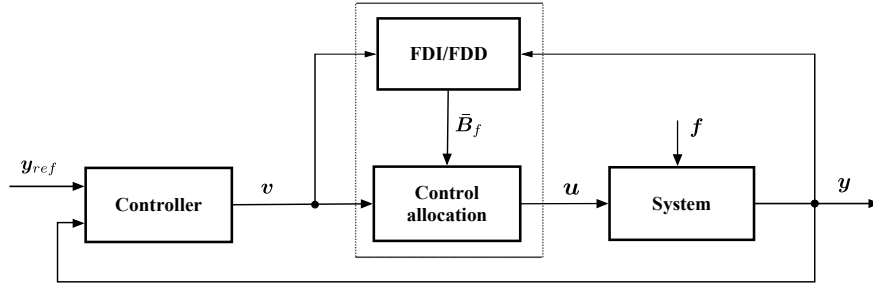 FDI/FDD
B̄_f
f
y_ref
Controller
v
Control
allocation
u
System
y